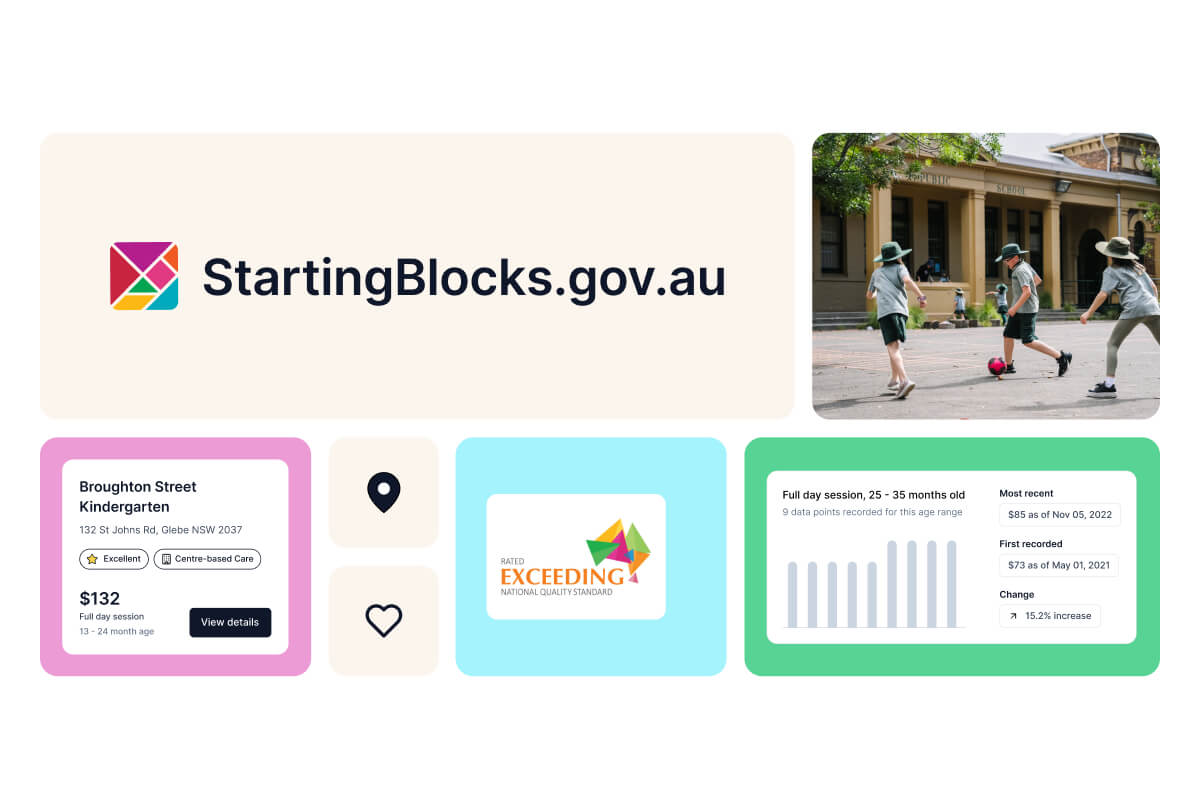 StartingBlocks.gov.au
PUBLIC
SCHOOL
Broughton Street
Kindergarten
132 St Johns Rd, Glebe NSW 2037
Excellent
Centre-based Care
$132
Full day session
13 - 24 month age
View details
RATED
EXCEEDING
NATIONAL QUALITY STANDARD
Full day session, 25 - 35 months old
9 data points recorded for this age range
Most recent
$85 as of Nov 05, 2022
First recorded
$73 as of May 01, 2021
Change
15.2% increase